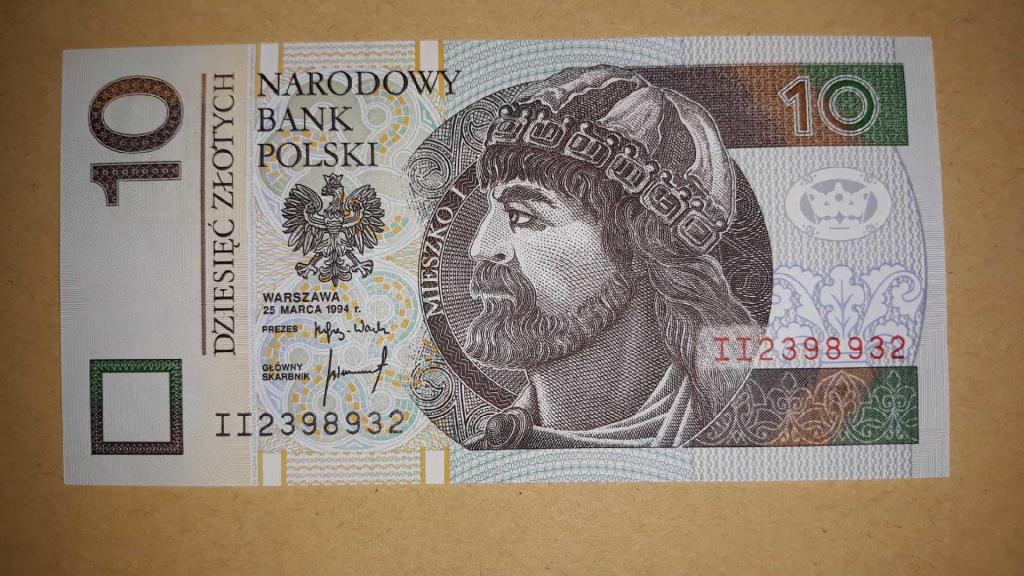 10
DZIESIĘĆ ZŁOTYCH
NARODOWY
BANK
POLSKI
WARSZAWA
25 MARCA 1994 r.
PREZES
GŁÓWNY
SKARBNIK
II2398932
MIESZKO I
10
II2398932